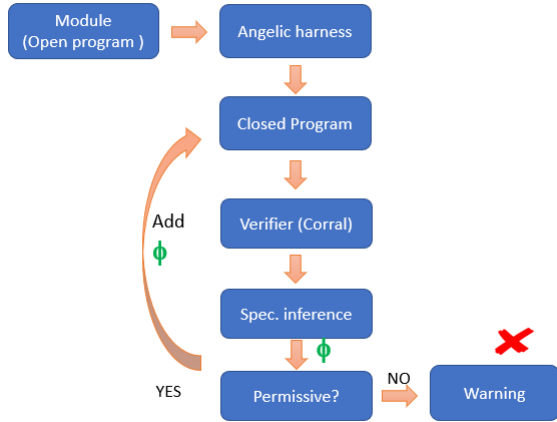 Module
(Open program )
Angelic harness
Closed Program
Add
ϕ
Verifier (Corral)
Spec. inference
ϕ
YES
Permissive?
NO
Warning